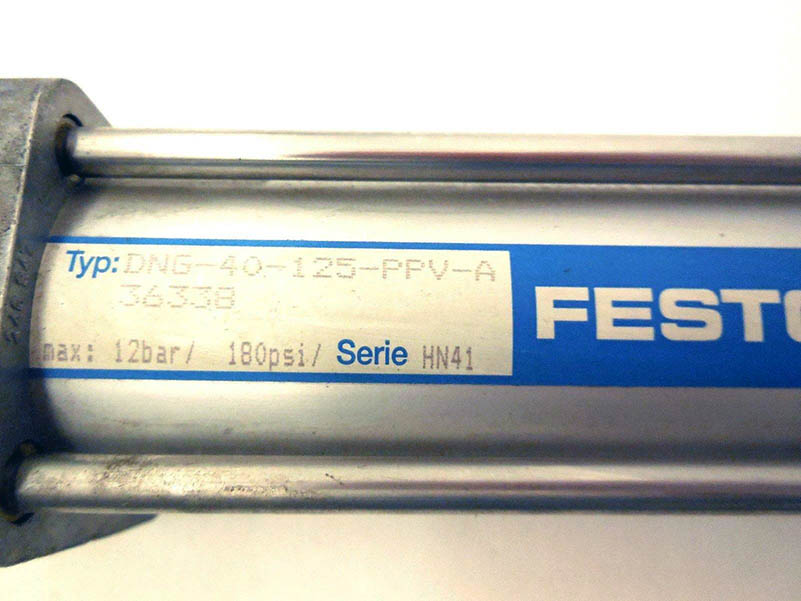 Typ: DNG-40-125-PPV-A
36338
max: 12bar/ 180psi/ Serie HN41
FESTO